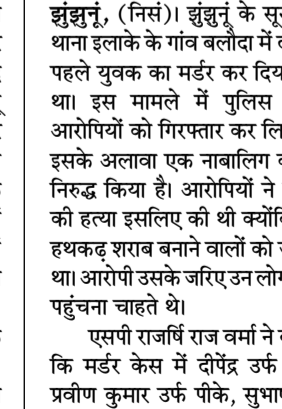 झुंझुनूं, (निसं)। झुंझुनूं के
थाना इलाके के गांव बलौदा में
पहले युवक का मर्डर कर
था। इस मामले में पुलिस
आरोपियों को गिरफ्तार कर
इसके अलावा एक नाबालिग
निरुद्ध किया है। आरोपियों ने
की हत्या इसलिए की थी
हथकढ़ शराब बनाने वालों को
था। आरोपी उसके जरिए उन
पहुंचना चाहते थे।
एसपी राजर्षि राज वर्मा ने
कि मर्डर केस में दीपेंद्र उर्फ
प्रवीण कुमार उर्फ पीके,